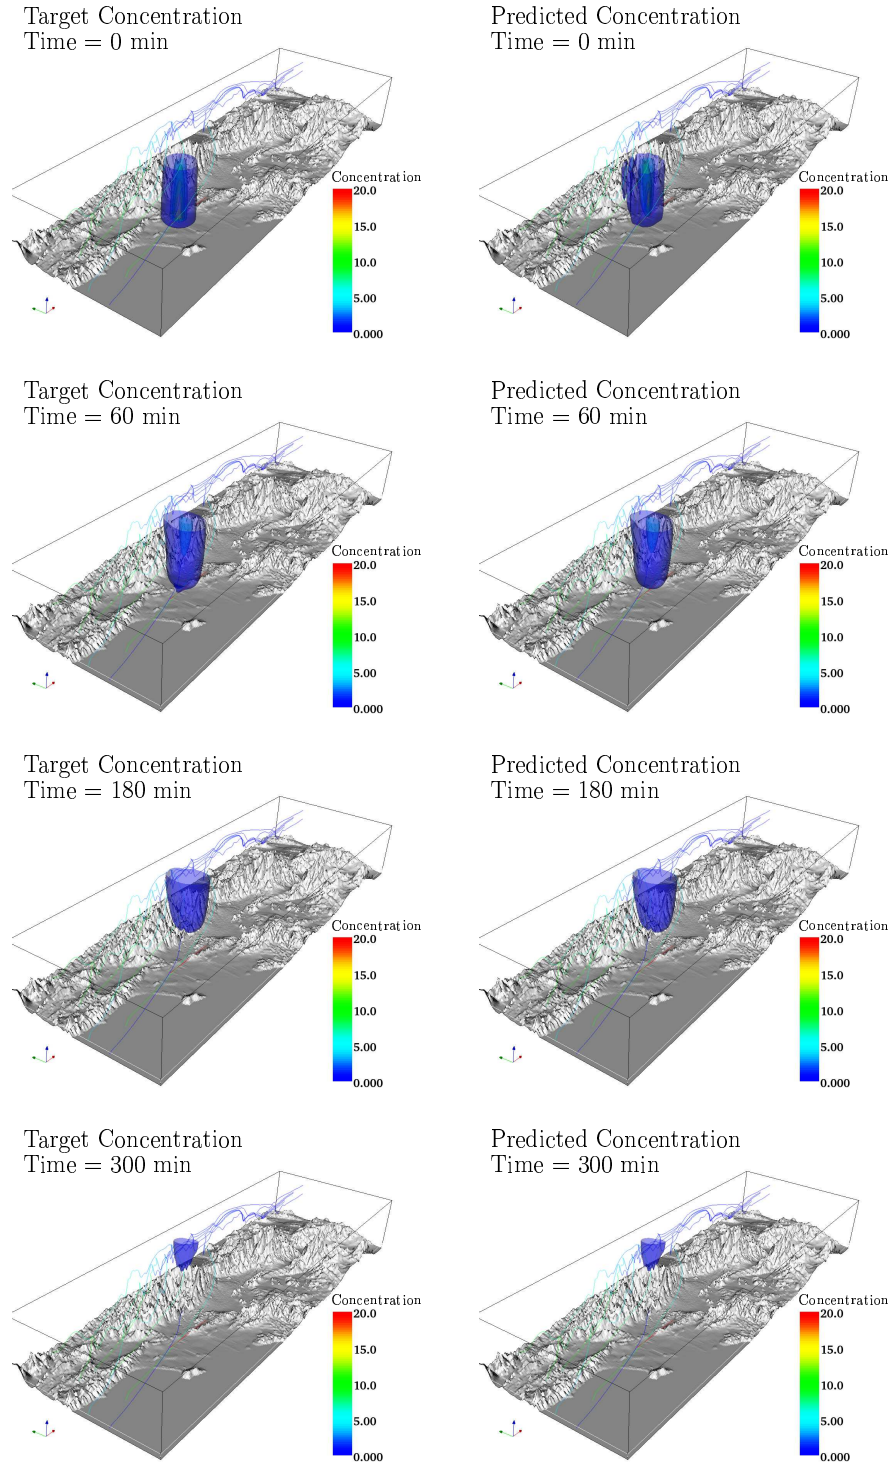 Target Concentration
Time = 0 min
Concentration
20.0
15.0
10.0
5.00
0.000
Predicted Concentration
Time = 0 min
Concentration
20.0
15.0
10.0
5.00
0.000
Target Concentration
Time = 60 min
Concentration
20.0
15.0
10.0
5.00
0.000
Predicted Concentration
Time = 60 min
Concentration
20.0
15.0
10.0
5.00
0.000
Target Concentration
Time = 180 min
Concentration
20.0
15.0
10.0
5.00
0.000
Predicted Concentration
Time = 180 min
Concentration
20.0
15.0
10.0
5.00
0.000
Target Concentration
Time = 300 min
Concentration
20.0
15.0
10.0
5.00
0.000
Predicted Concentration
Time = 300 min
Concentration
20.0
15.0
10.0
5.00
0.000